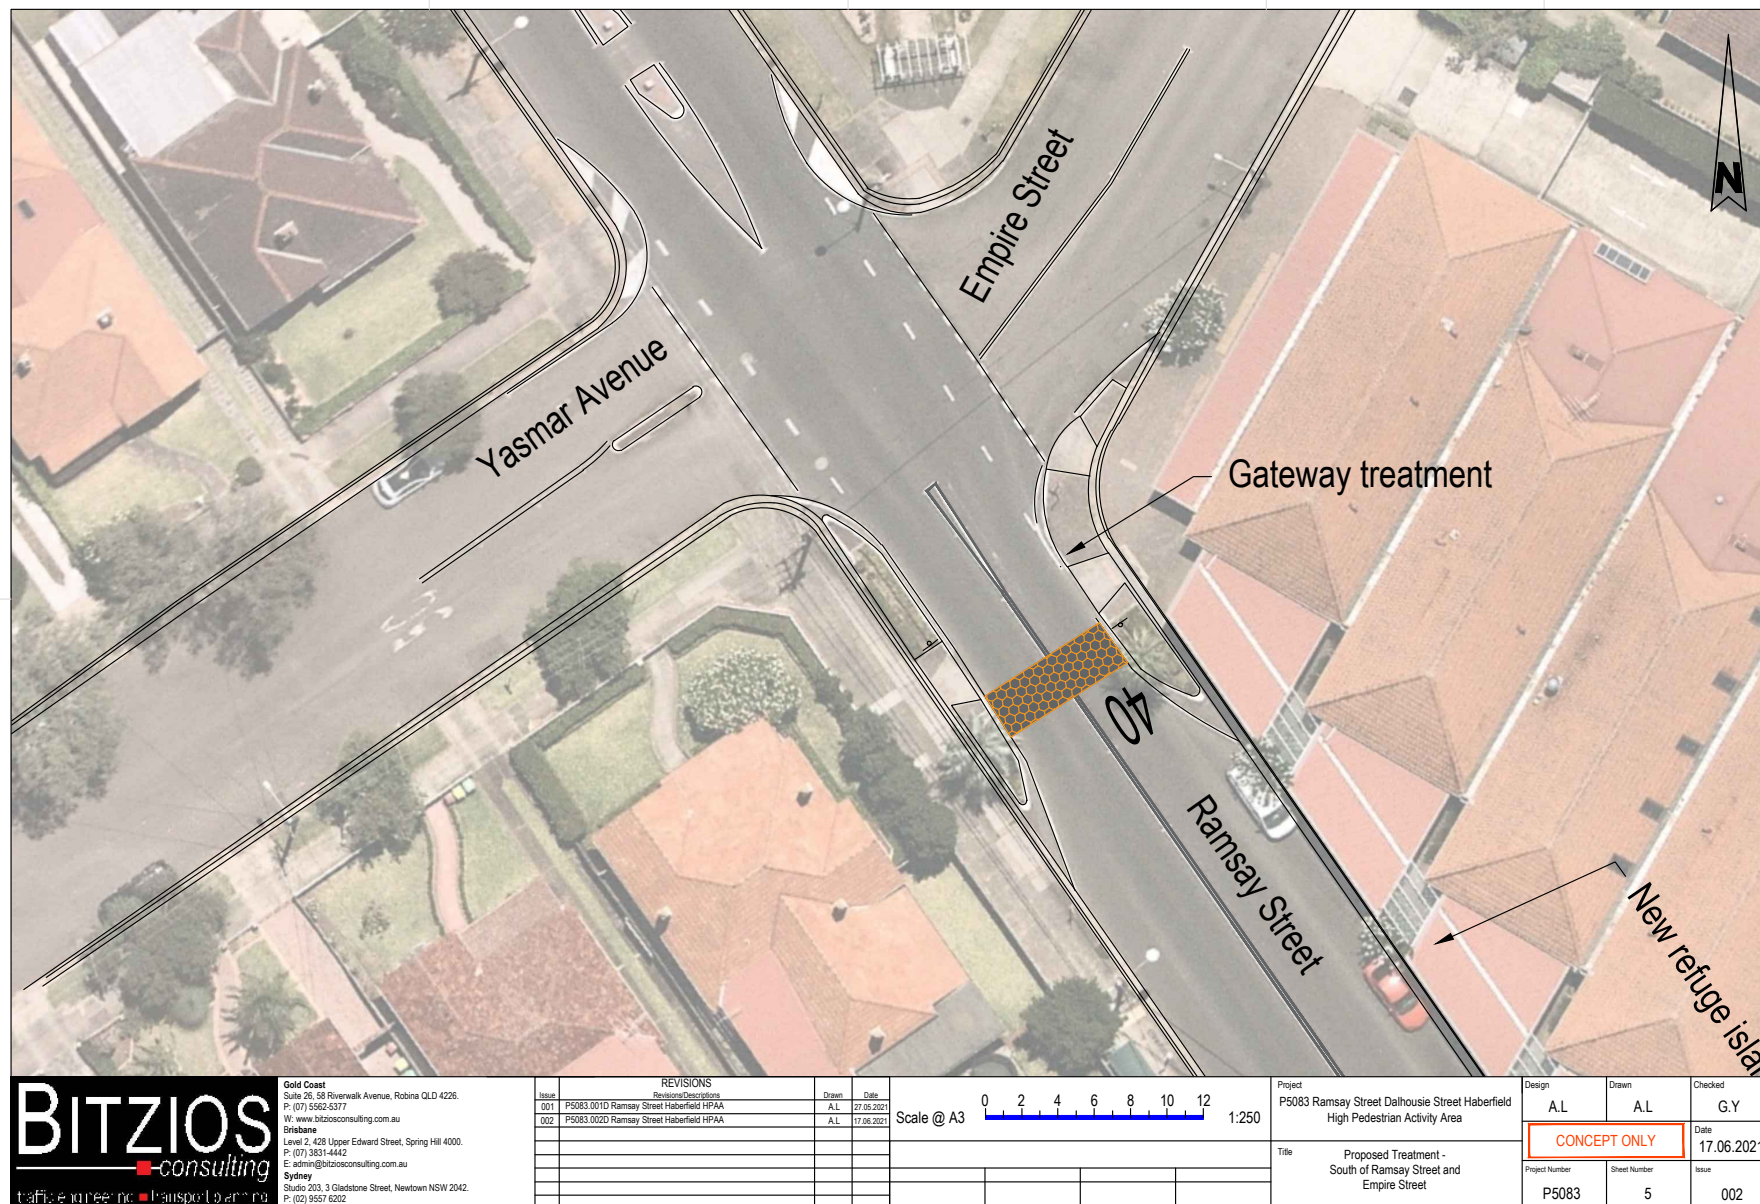 N
Empire Street
Yasmar Avenue
Gateway treatment
40
Ramsay Street
New refuge isla
BITZIOS
consulting
traffic engineering transport planning
Gold Coast
Suite 26, 58 Riverwalk Avenue, Robina QLD 4226.
P: (07) 5562-5377
W: www.bitziosconsulting.com.au
Brisbane
Level 2, 428 Upper Edward Street, Spring Hill 4000.
P: (07) 3831-4442
E: admin@bitziosconsulting.com.au
Sydney
Studio 203, 3 Gladstone Street, Newtown NSW 2042.
P: (02) 9557 6202
REVISIONS
Issue Revisions/Descriptions Drawn Date
001 P5083.001D Ramsay Street Haberfield HPAA A.L 27.05.2021
002 P5083.002D Ramsay Street Haberfield HPAA A.L 17.06.2021
Scale @ A3 0 2 4 6 8 10 12 1:250
Project
P5083 Ramsay Street Dalhousie Street Haberfield
High Pedestrian Activity Area
Title
Proposed Treatment -
South of Ramsay Street and
Empire Street
Design Drawn Checked
A.L A.L G.Y
CONCEPT ONLY
Date
17.06.202
Project Number Sheet Number Issue
P5083 5 002